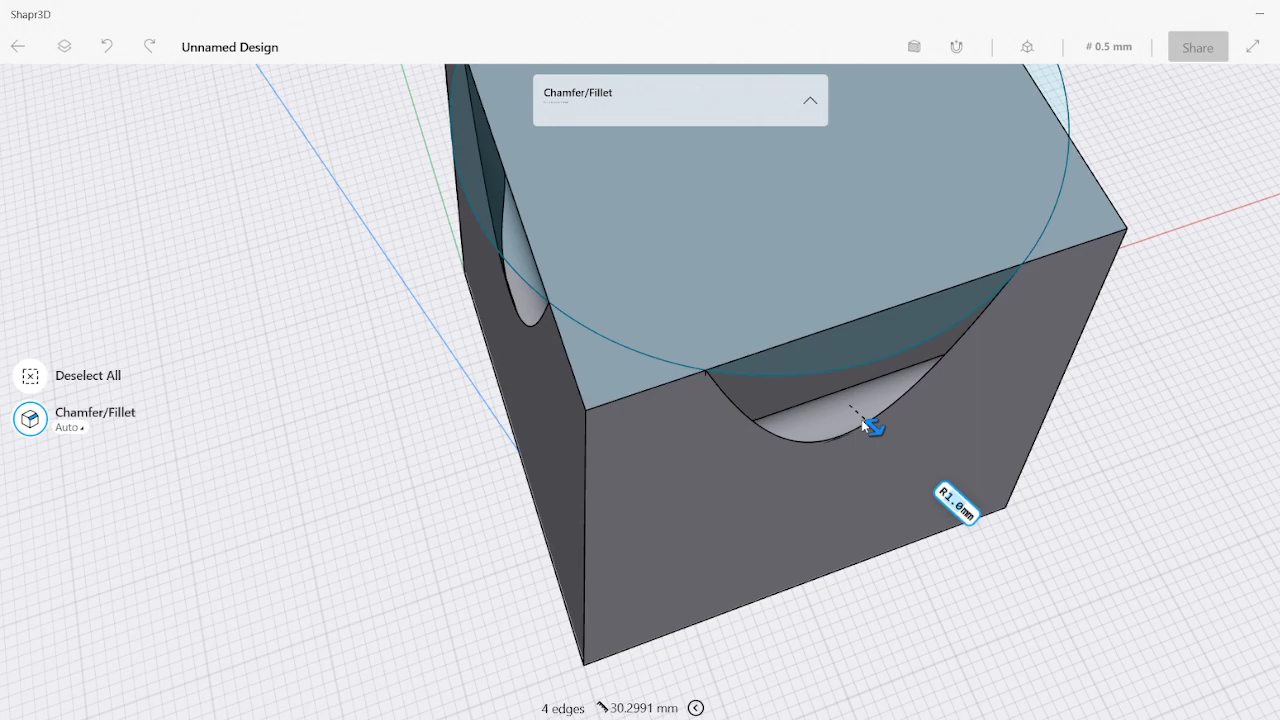 Shapr3D
Unnamed Design
# 0.5 mm
Share
Chamfer/Fillet
Deselect All
Chamfer/Fillet
Auto
R1.0mm
4 edges
30.2991 mm